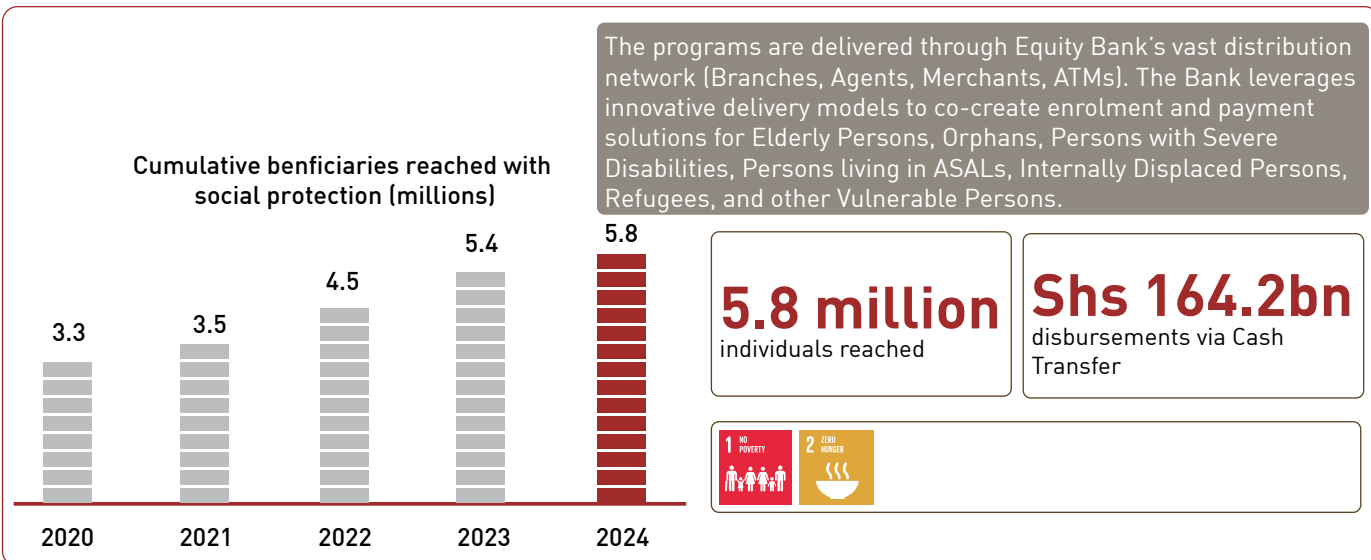 The programs are delivered through Equity Bank's vast distribution
network (Branches, Agents, Merchants, ATMs). The Bank leverages
innovative delivery models to co-create enrolment and payment
solutions for Elderly Persons, Orphans, Persons with Severe
Disabilities, Persons living in ASALs, Internally Displaced Persons,
Refugees, and other Vulnerable Persons.
Cumulative benficiaries reached with
social protection (millions)
3.3
3.5
4.5
5.4
5.8
2020
2021
2022
2023
2024
5.8 million
individuals reached
Shs 164.2bn
disbursements via Cash
Transfer
1 NO
POVERTY
2 ZERO
HUNGER